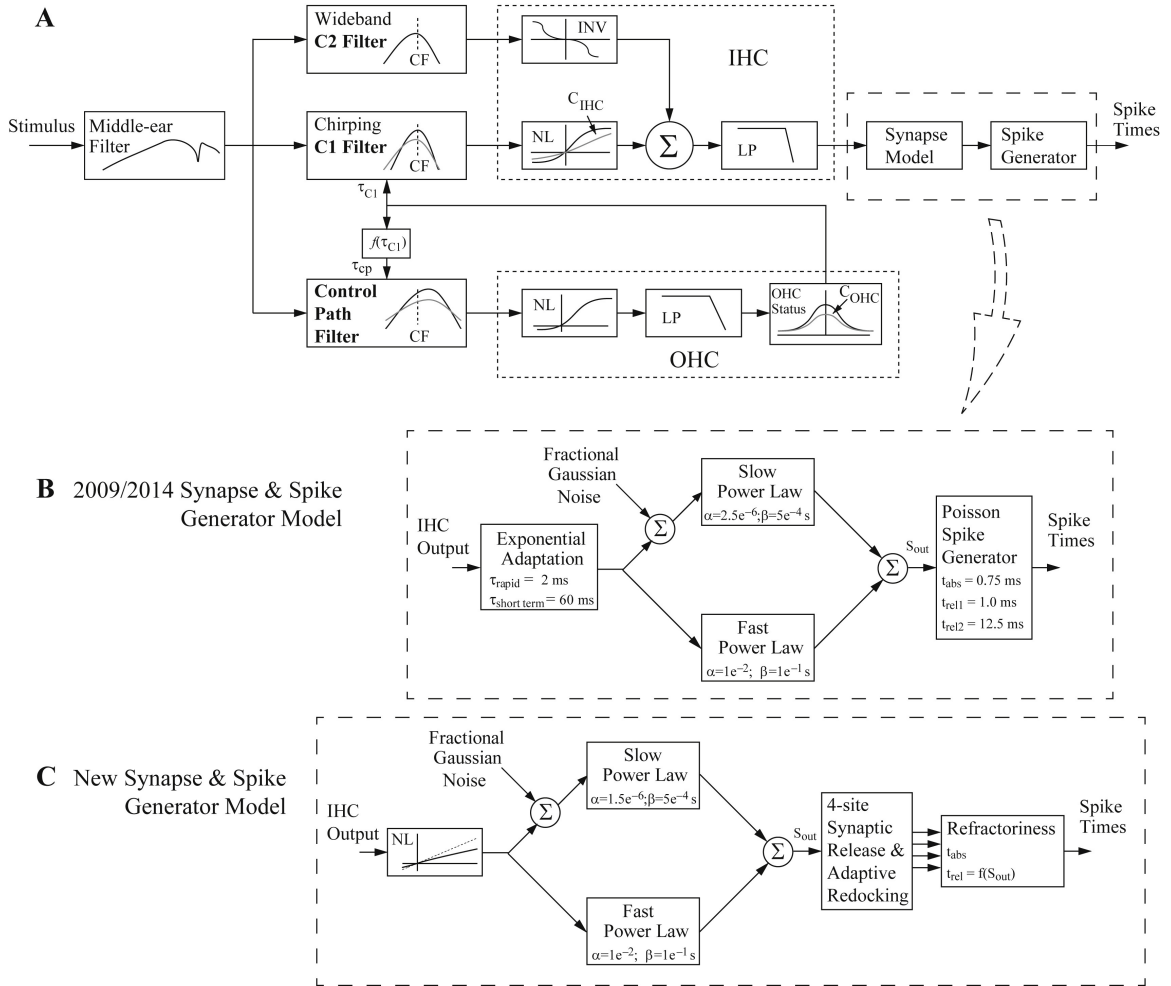 A
Stimulus
Middle-ear
Filter
Wideband
C2 Filter
CF
INV
IHC
Chirping
C1 Filter
CF
C_IHC
NL
Σ
LP
Synapse
Model
Spike
Generator
Spike
Times
τ_C1
f(τ_C1)
τ_cp
Control
Path
Filter
CF
NL
LP
OHC
Status
C_OHC
OHC
B 2009/2014 Synapse & Spike
Generator Model
IHC
Output
Exponential
Adaptation
τ_rapid = 2 ms
τ_short term = 60 ms
Fractional
Gaussian
Noise
Σ
Slow
Power Law
α=2.5e⁻⁶;β=5e⁻⁴ s
Fast
Power Law
α=1e⁻²; β=1e⁻¹ s
Σ
S_out
Poisson
Spike
Generator
t_abs = 0.75 ms
t_rel1 = 1.0 ms
t_rel2 = 12.5 ms
Spike
Times
C New Synapse & Spike
Generator Model
IHC
Output
NL
Fractional
Gaussian
Noise
Σ
Slow
Power Law
α=1.5e⁻⁶;β=5e⁻⁴ s
Fast
Power Law
α=1e⁻²; β=1e⁻¹ s
Σ
S_out
4-site
Synaptic
Release &
Adaptive
Redocking
Refractoriness
t_abs
t_rel = f(S_out)
Spike
Times